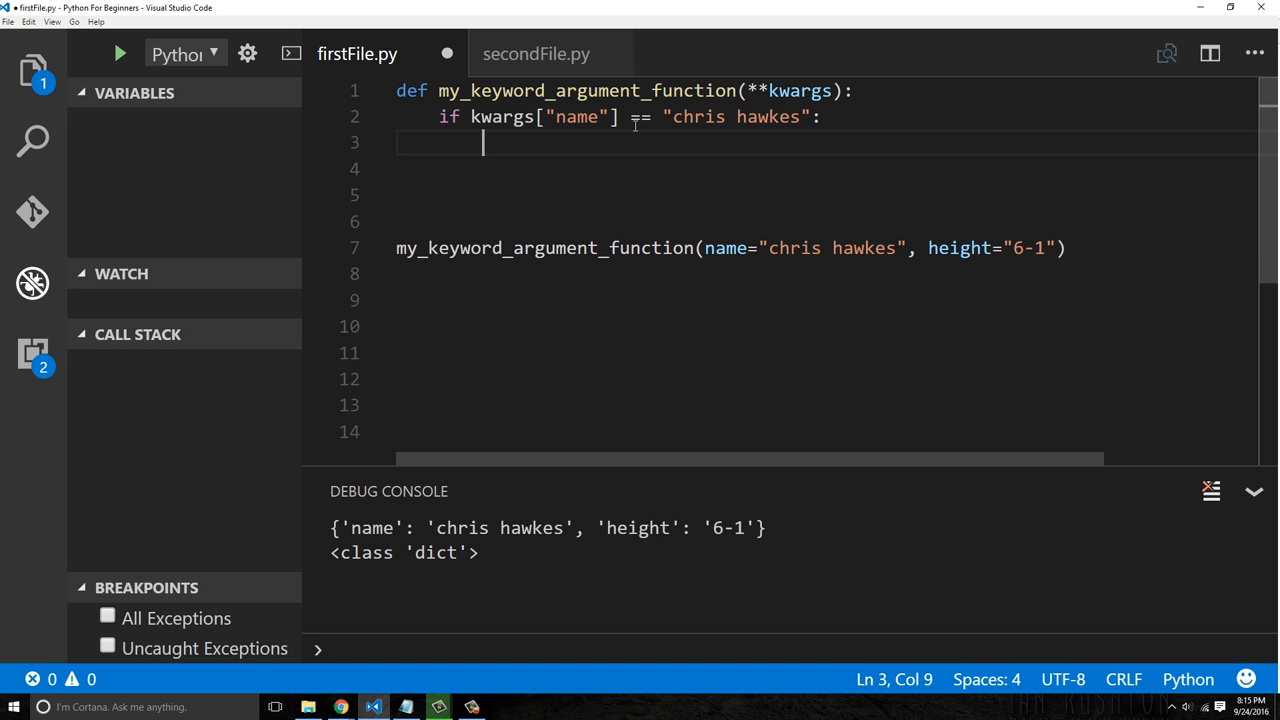 firstFile.py - Python For Beginners - Visual Studio Code
File Edit View Goto Help
Pythor
firstFile.py
secondFile.py
1
VARIABLES
WATCH
CALL STACK
2
BREAKPOINTS
All Exceptions
Uncaught Exceptions
1 def my_keyword_argument_function(**kwargs):
2 if kwargs["name"] == "chris hawkes":
3
4
5
6
7 my_keyword_argument_function(name="chris hawkes", height="6-1")
8
9
10
11
12
13
14
DEBUG CONSOLE
{'name': 'chris hawkes', 'height': '6-1'}
<class 'dict'>
0 0
Ln 3, Col 9 Spaces: 4 UTF-8 CRLF Python
I'm Cortana. Ask me anything.
8:15 PM
9/24/2016